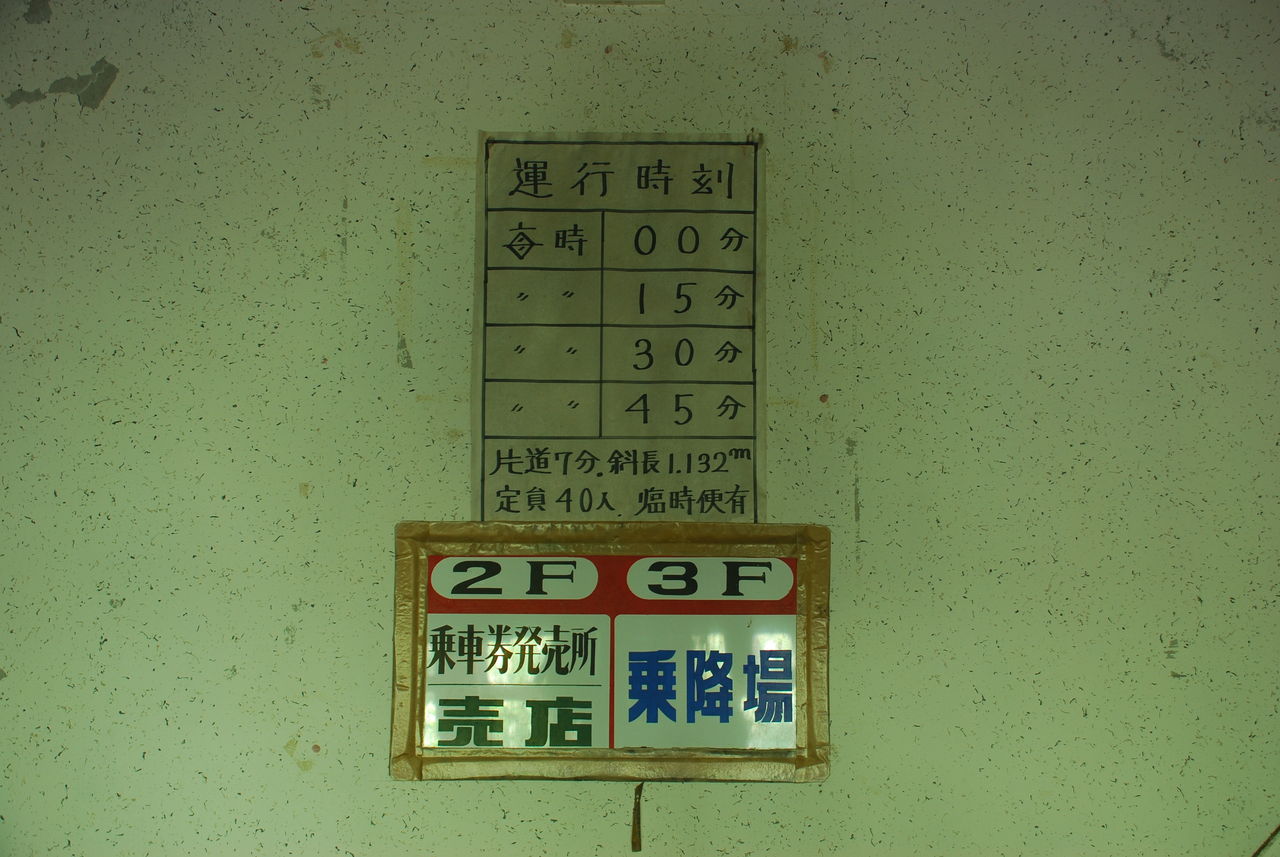 運行時刻
毎時 00分
〃 〃 15分
〃 〃 30分
〃 〃 45分
片道7分.斜長1.132m
定員40人.臨時便有
2F 3F
乗車券発売所
売店
乗降場